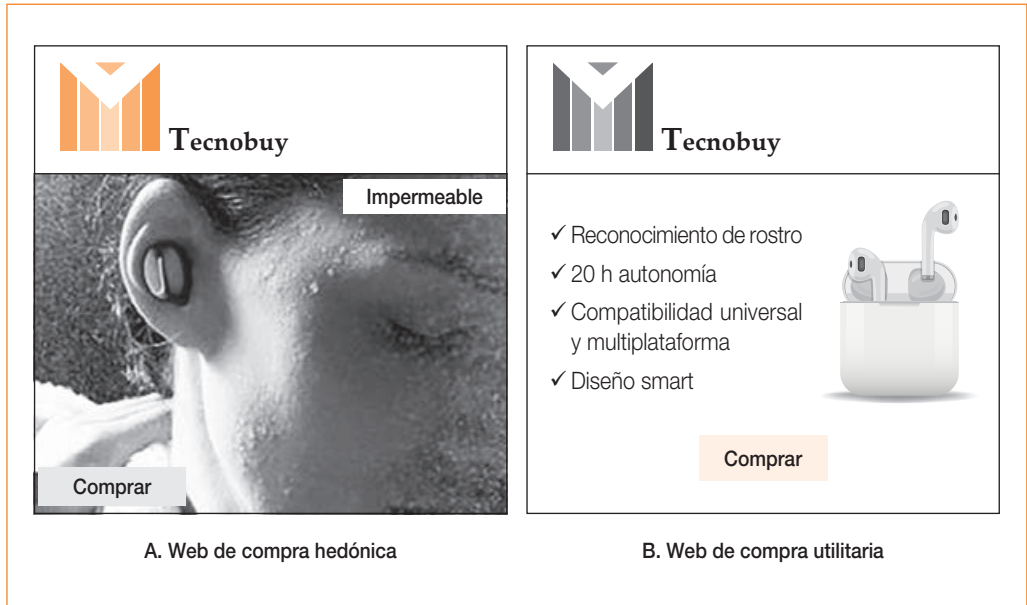 Tecnobuy
Impermeable
Comprar
A. Web de compra hedónica
Tecnobuy
✓ Reconocimiento de rostro
✓ 20 h autonomía
✓ Compatibilidad universal
y multiplataforma
✓ Diseño smart
Comprar
B. Web de compra utilitaria